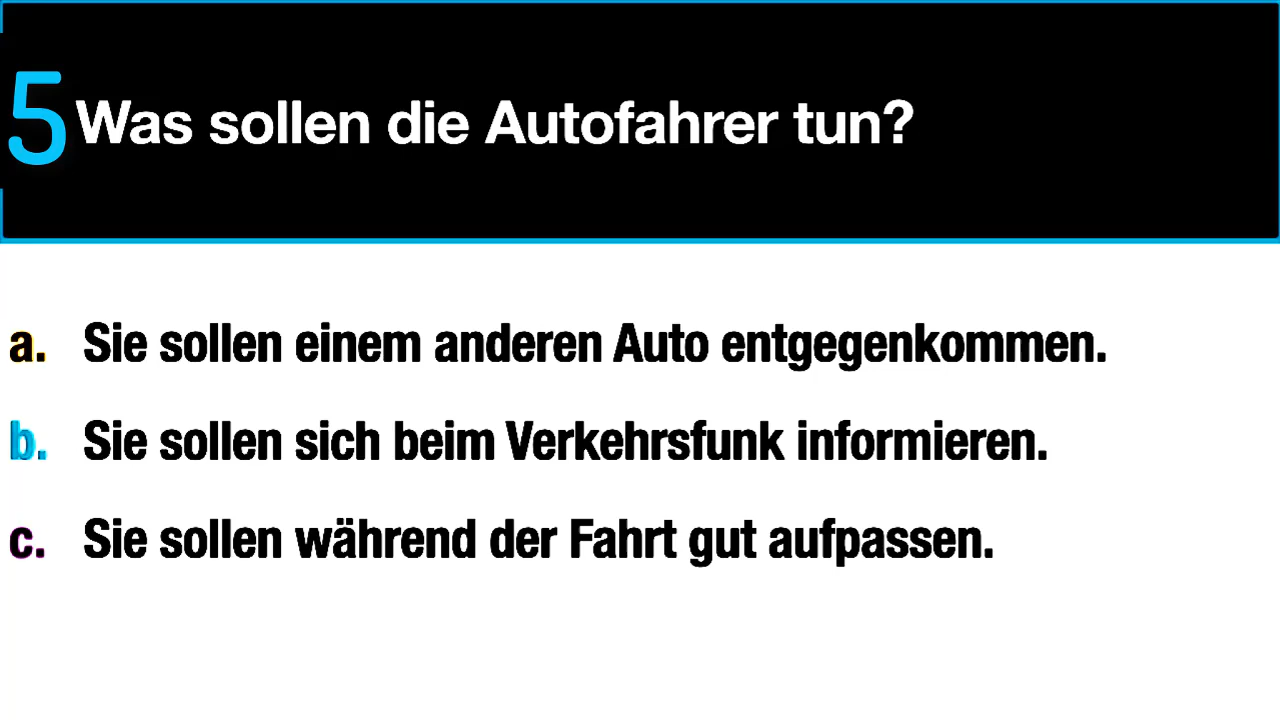 5 Was sollen die Autofahrer tun?
a. Sie sollen einem anderen Auto entgegenkommen.
b. Sie sollen sich beim Verkehrsfunk informieren.
c. Sie sollen während der Fahrt gut aufpassen.